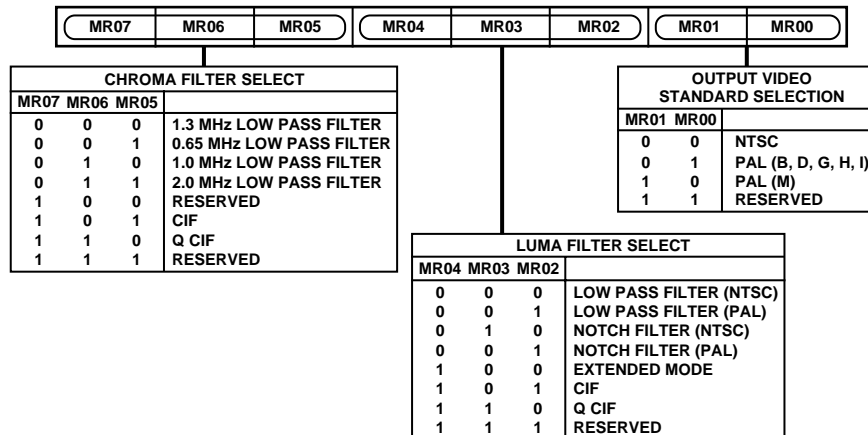 MR07 MR06 MR05 MR04 MR03 MR02 MR01 MR00
CHROMA FILTER SELECT
MR07 MR06 MR05
0 0 0 1.3 MHz LOW PASS FILTER
0 0 1 0.65 MHz LOW PASS FILTER
0 1 0 1.0 MHz LOW PASS FILTER
0 1 1 2.0 MHz LOW PASS FILTER
1 0 0 RESERVED
1 0 1 CIF
1 1 0 Q CIF
1 1 1 RESERVED
OUTPUT VIDEO
STANDARD SELECTION
MR01 MR00
0 0 NTSC
0 1 PAL (B, D, G, H, I)
1 0 PAL (M)
1 1 RESERVED
LUMA FILTER SELECT
MR04 MR03 MR02
0 0 0 LOW PASS FILTER (NTSC)
0 0 1 LOW PASS FILTER (PAL)
0 1 0 NOTCH FILTER (NTSC)
0 0 1 NOTCH FILTER (PAL)
1 0 0 EXTENDED MODE
1 0 1 CIF
1 1 0 Q CIF
1 1 1 RESERVED